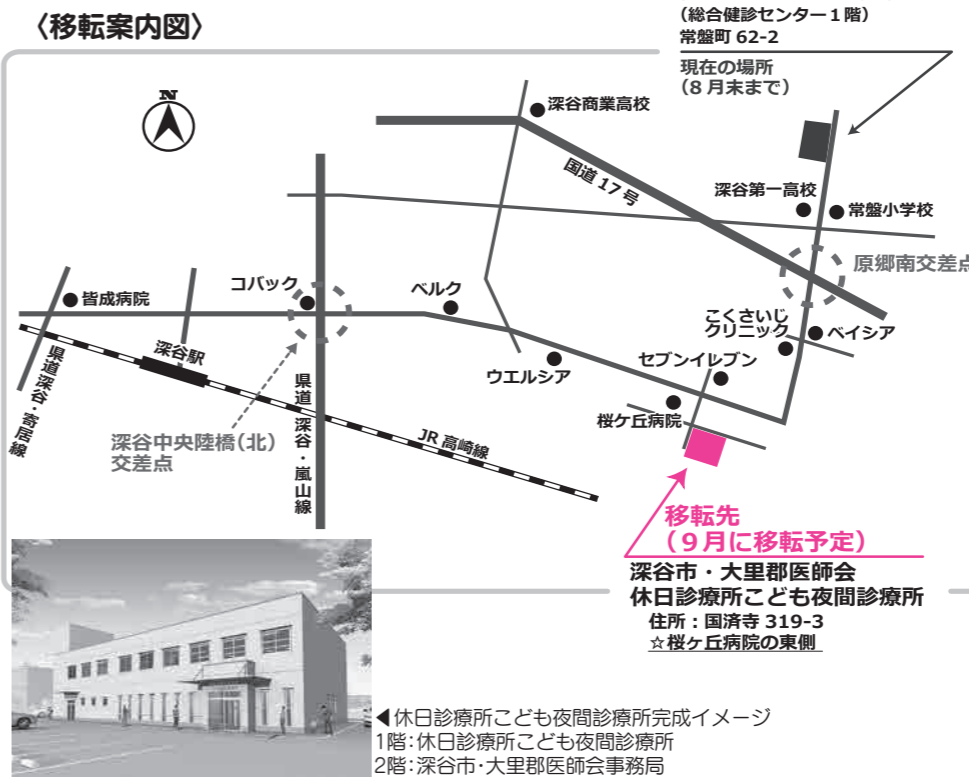 〈移転案内図〉
(総合健診センター1階)
常盤町 62-2
現在の場所
(8月末まで)
N
深谷商業高校
国道 17号
深谷第一高校
常盤小学校
原郷南交差点
皆成病院
コバック
ベルク
こくさいじ
クリニック
ベイシア
深谷駅
ウエルシア
セブンイレブン
桜ケ丘病院
県道深谷・寄居線
深谷中央陸橋(北)
交差点
県道 深谷・嵐山線
JR 高崎線
移転先
(9月に移転予定)
深谷市・大里郡医師会
休日診療所こども夜間診療所
住所:国済寺 319-3
☆桜ヶ丘病院の東側
◀休日診療所こども夜間診療所完成イメージ
1階:休日診療所こども夜間診療所
2階:深谷市・大里郡医師会事務局